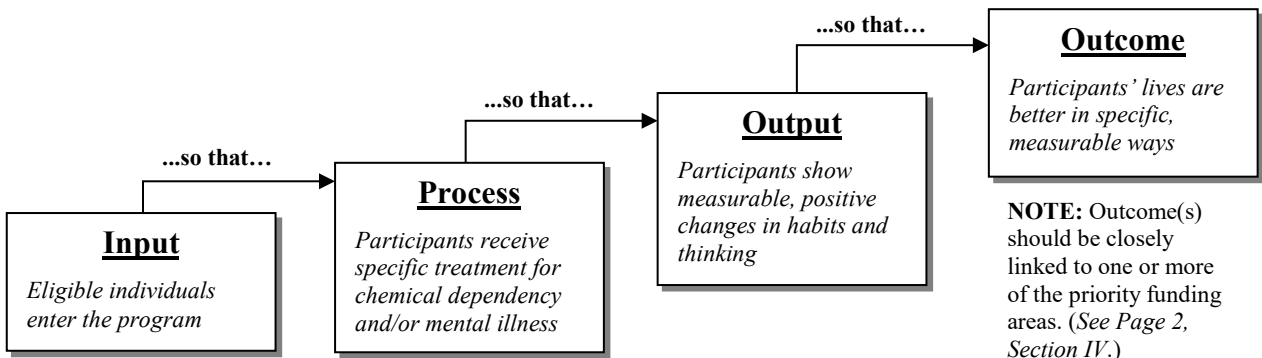 Input
Eligible individuals
enter the program
...so that…
Process
Participants receive
specific treatment for
chemical dependency
and/or mental illness
...so that…
Output
Participants show
measurable, positive
changes in habits and
thinking
...so that…
Outcome
Participants’ lives are
better in specific,
measurable ways
NOTE: Outcome(s)
should be closely
linked to one or more
of the priority funding
areas. (See Page 2,
Section IV.)